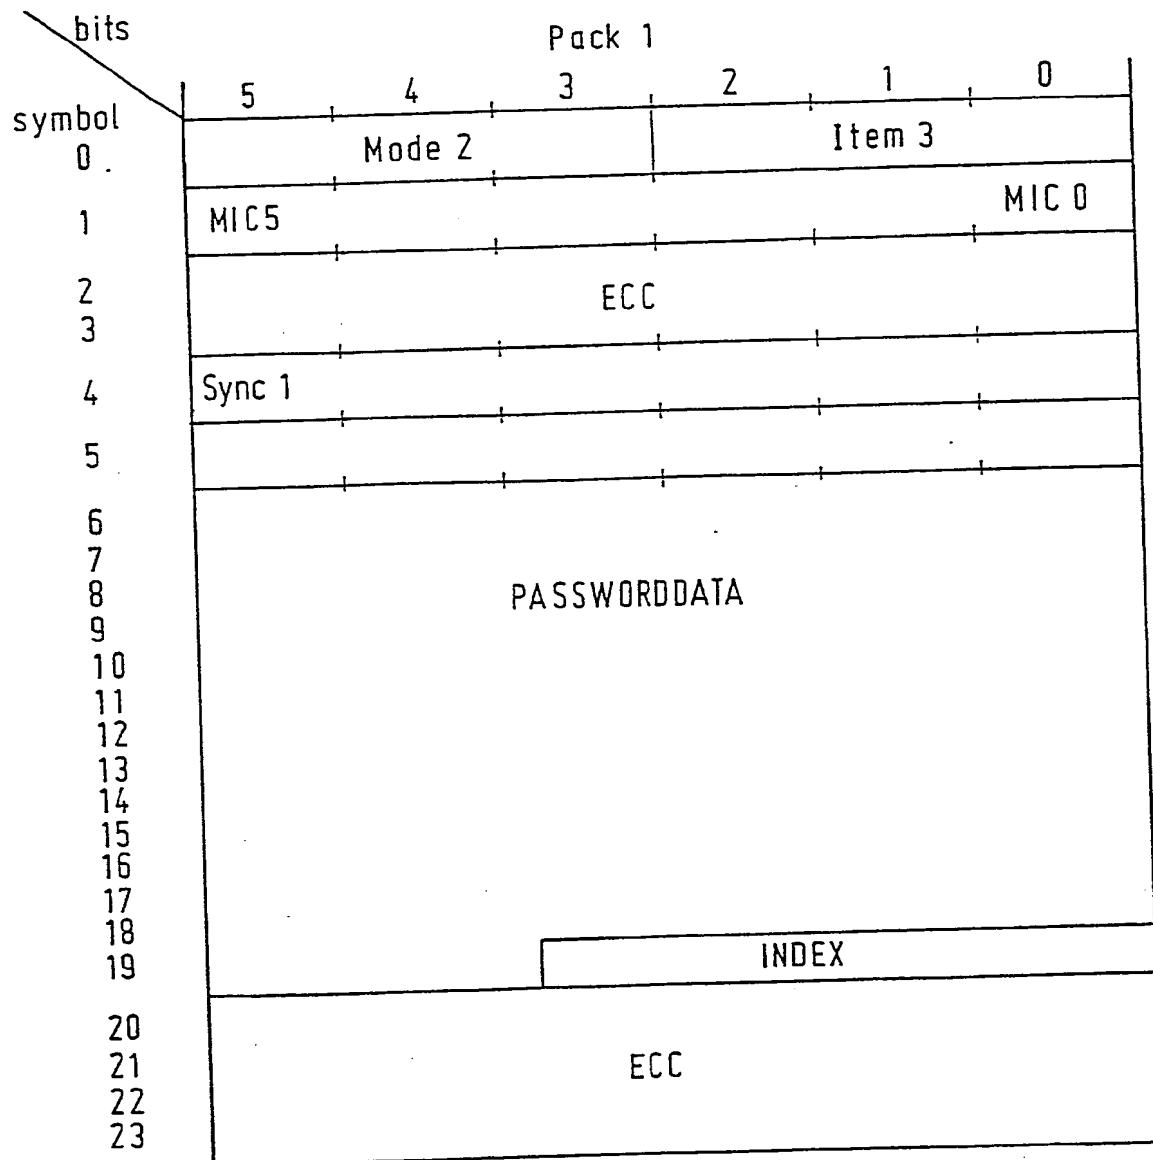 bits
Pack 1
5 4 3 2 1 0
symbol
0 Mode 2 Item 3
1 MIC5 MIC 0
2
ECC
3
4 Sync 1
5
6
7
8 PASSWORDDATA
9
10
11
12
13
14
15
16
17
18
19 INDEX
20
21 ECC
22
23